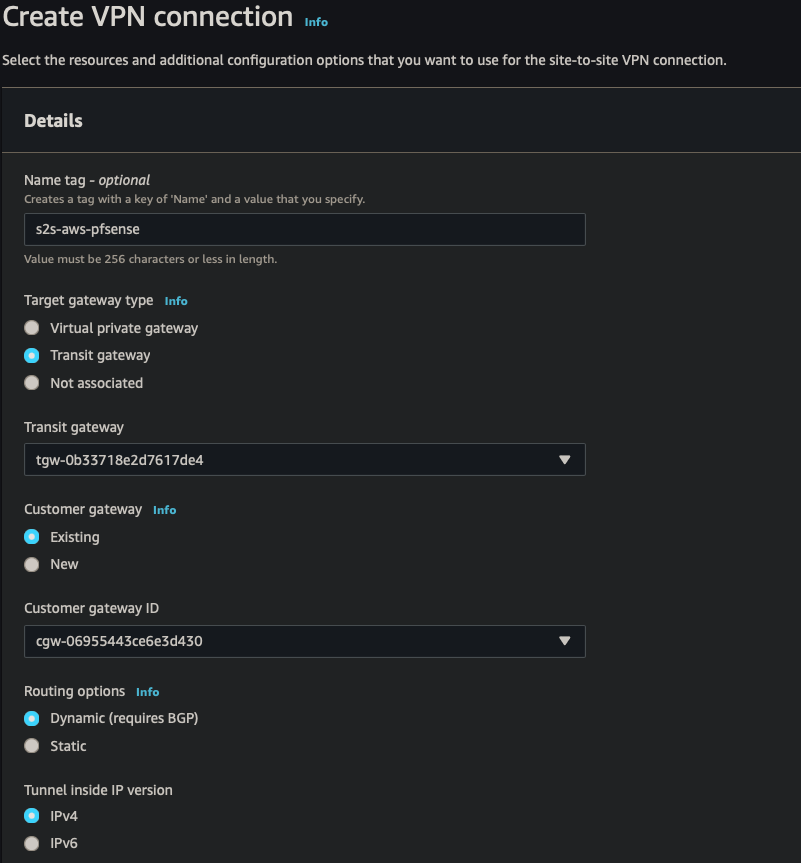 Create VPN connection Info
Select the resources and additional configuration options that you want to use for the site-to-site VPN connection.
Details
Name tag - optional
Creates a tag with a key of 'Name' and a value that you specify.
s2s-aws-pfsense
Value must be 256 characters or less in length.
Target gateway type Info
Virtual private gateway
Transit gateway
Not associated
Transit gateway
tgw-0b33718e2d7617de4
Customer gateway Info
Existing
New
Customer gateway ID
cgw-06955443ce6e3d430
Routing options Info
Dynamic (requires BGP)
Static
Tunnel inside IP version
IPv4
IPv6